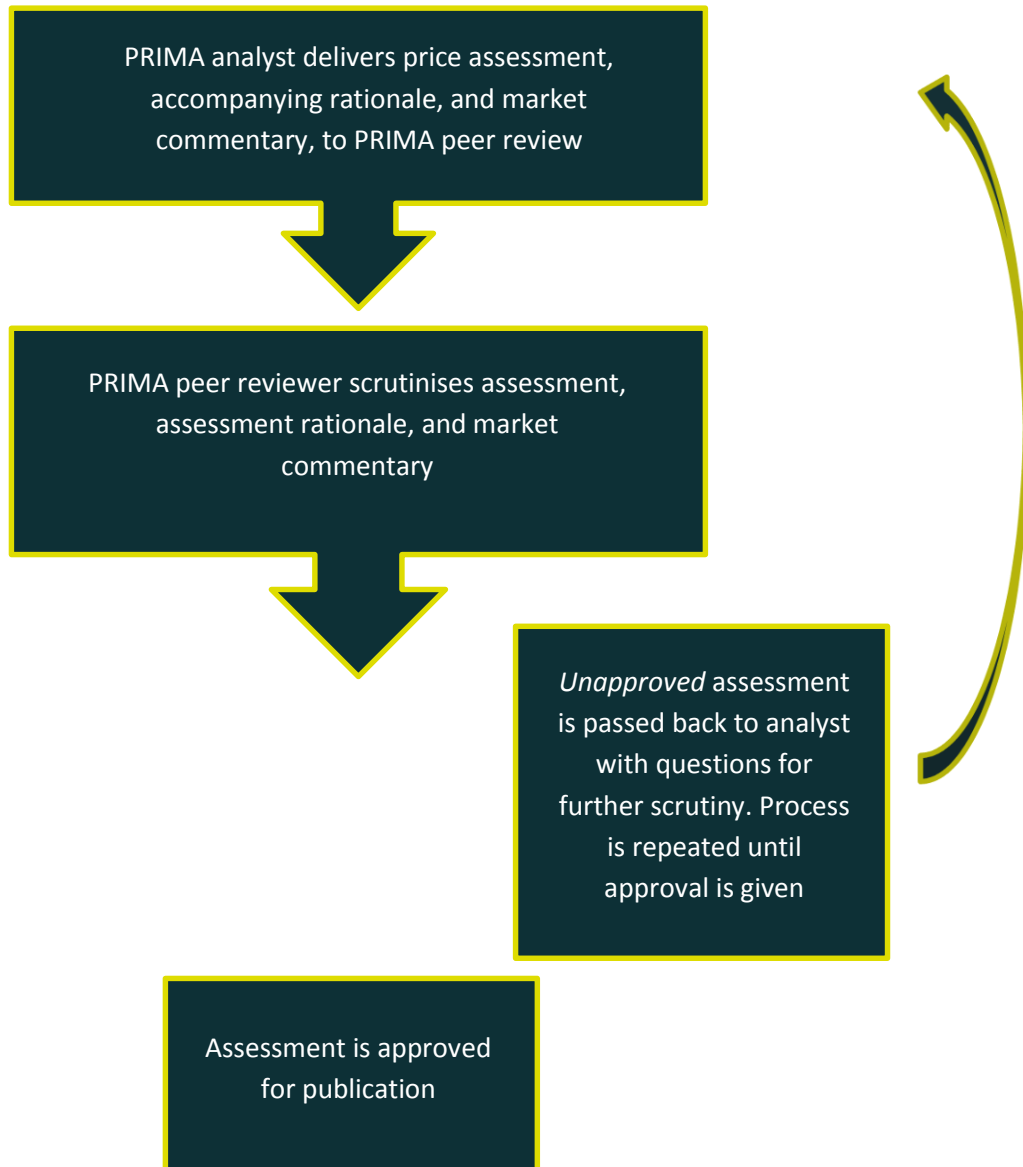 PRIMA analyst delivers price assessment,
accompanying rationale, and market
commentary, to PRIMA peer review
PRIMA peer reviewer scrutinises assessment,
assessment rationale, and market
commentary
Unapproved assessment
is passed back to analyst
with questions for
further scrutiny. Process
is repeated until
approval is given
Assessment is approved
for publication